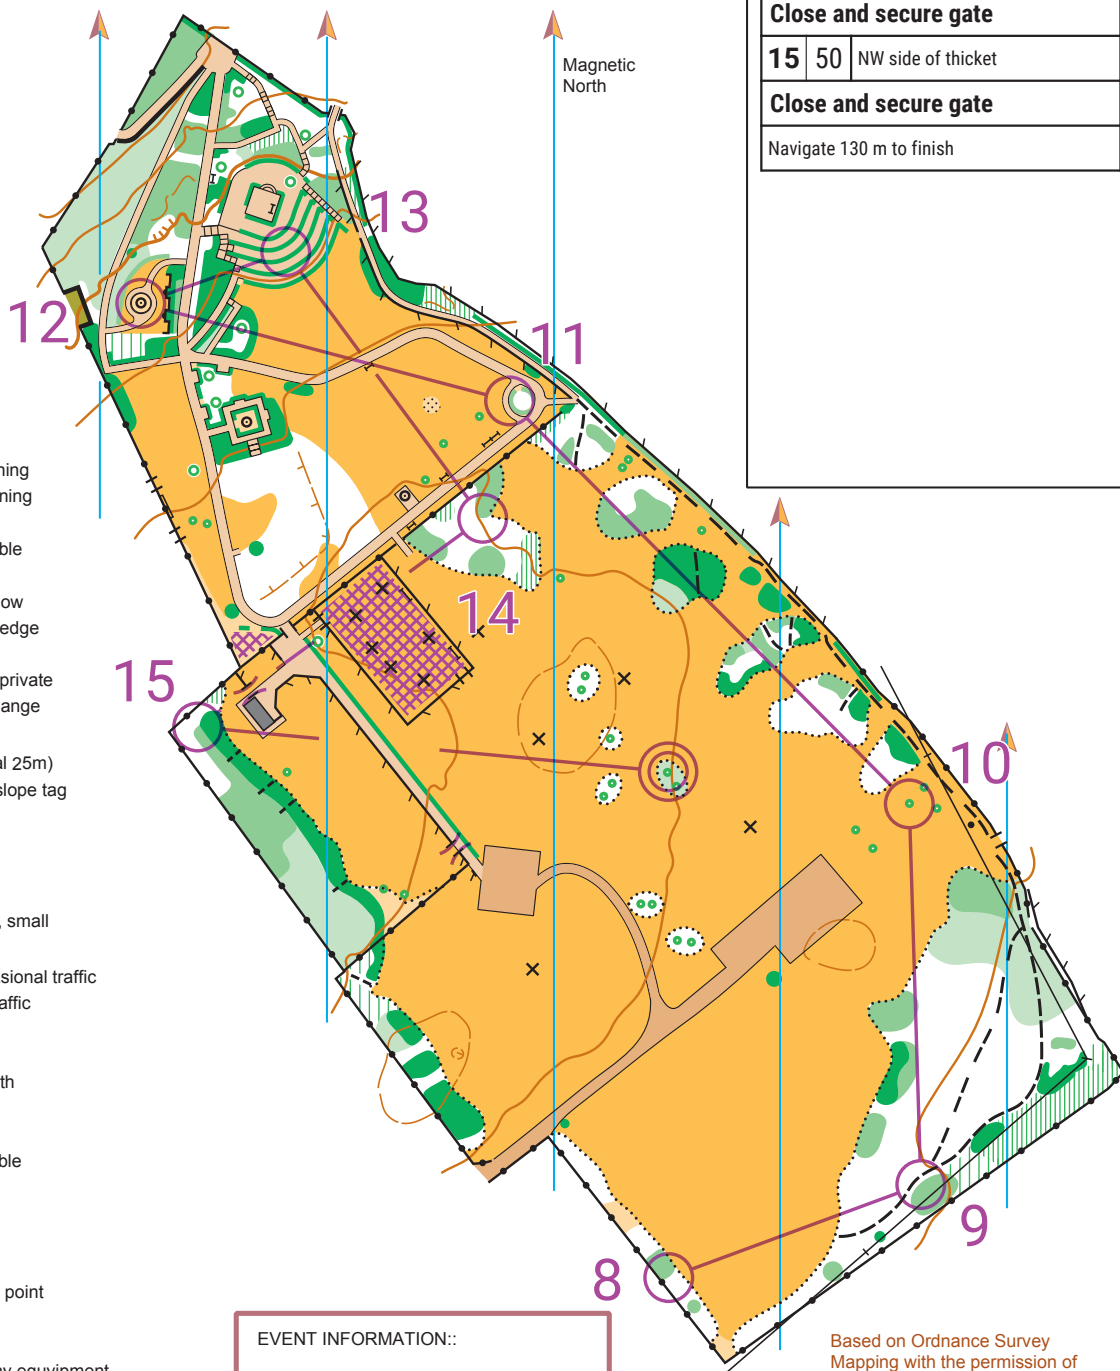 Close and secure gate
15 50 NW side of thicket
Close and secure gate
Navigate 130 m to finish
Magnetic
North
13
12
11
ning
ning
ble
ow
edge
14
private
ange
15
al 25m)
slope tag
10
, small
sional traffic
affic
th
ble
9
8
point
EVENT INFORMATION::
Based on Ordnance Survey
Mapping with the permission of